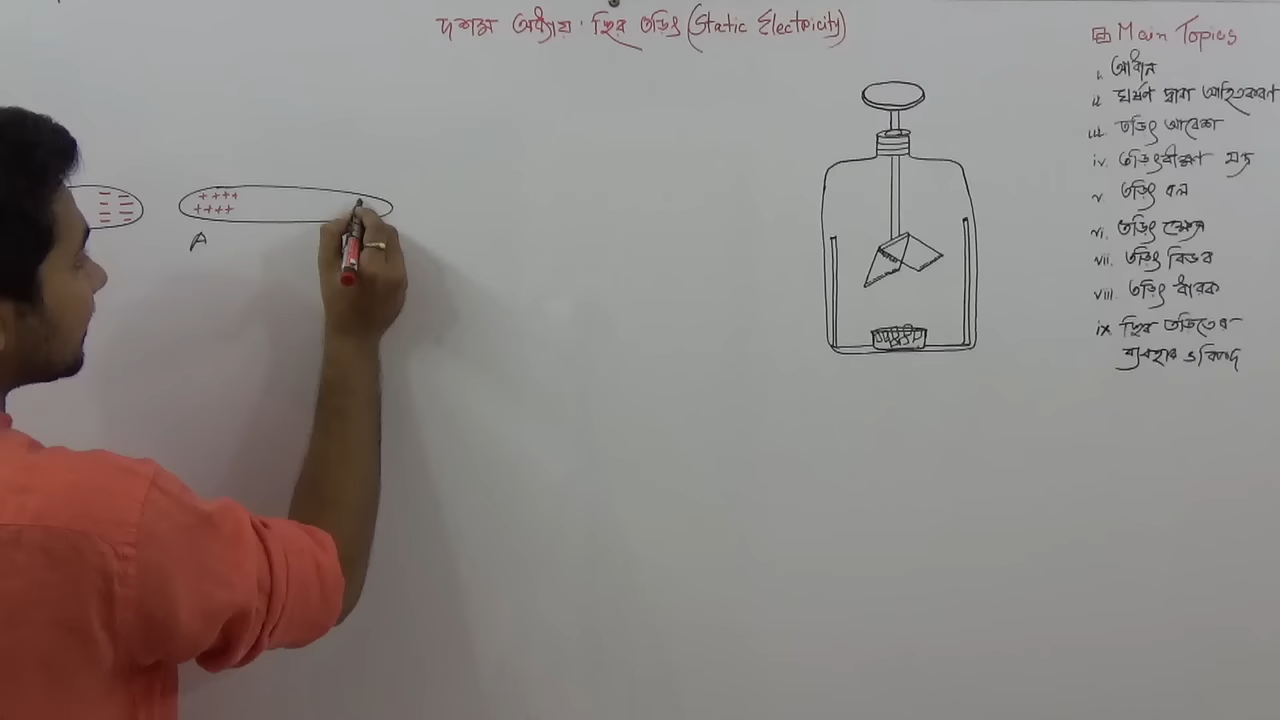 দশম অধ্যায় : স্থির তড়িৎ (Static Electricity)
Main Topics
i. আধান
ii. ঘর্ষণ দ্বারা আহিতকরণ
iii. তড়িৎ আবেশ
iv. তড়িৎবীক্ষণ যন্ত্র
v. তড়িৎ বল
vi. তড়িৎ ক্ষেত্র
vii. তড়িৎ বিভব
viii. তড়িৎ ধারক
ix স্থির তড়িতের
ব্যবহার ও বিপদ
++++
++++
A